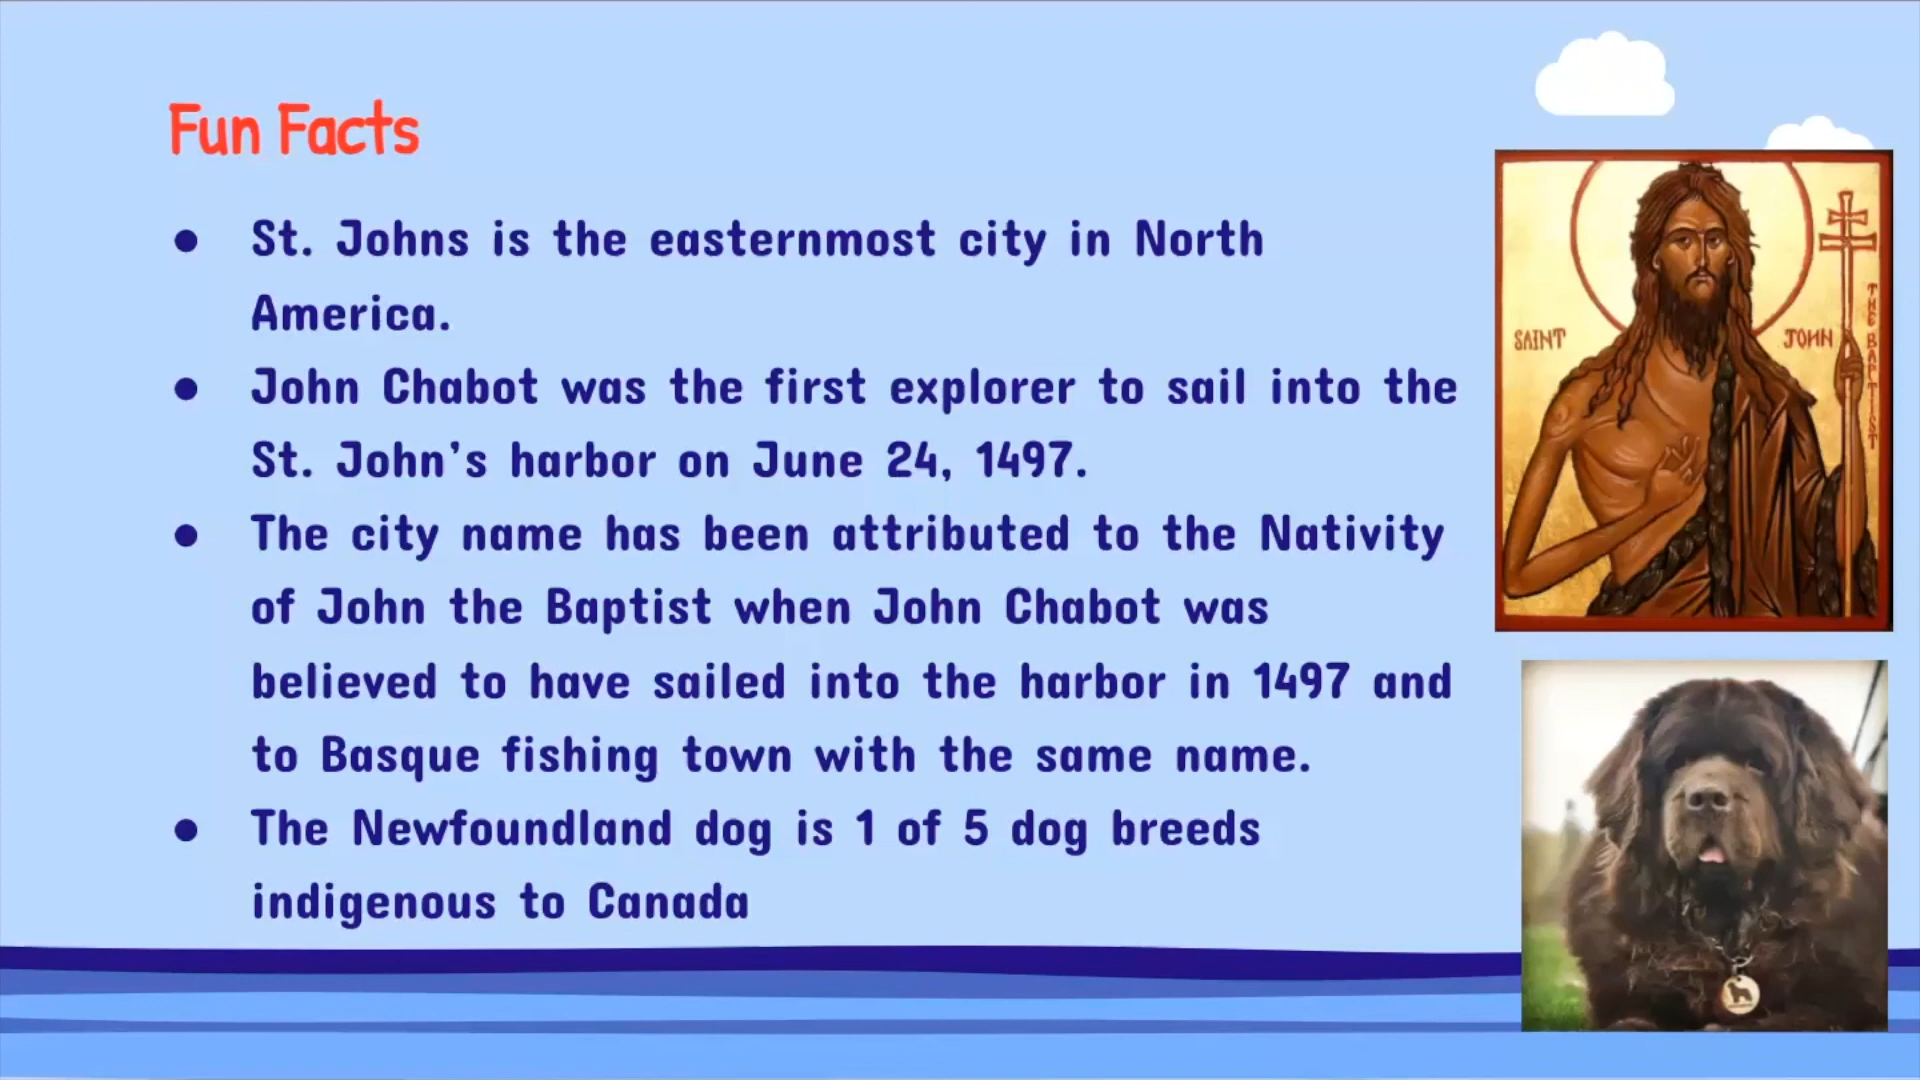 Fun Facts
● St. Johns is the easternmost city in North
America.
● John Chabot was the first explorer to sail into the
St. John's harbor on June 24, 1497.
● The city name has been attributed to the Nativity
of John the Baptist when John Chabot was
believed to have sailed into the harbor in 1497 and
to Basque fishing town with the same name.
● The Newfoundland dog is 1 of 5 dog breeds
indigenous to Canada
SAINT JOHN
THE BAPTIST